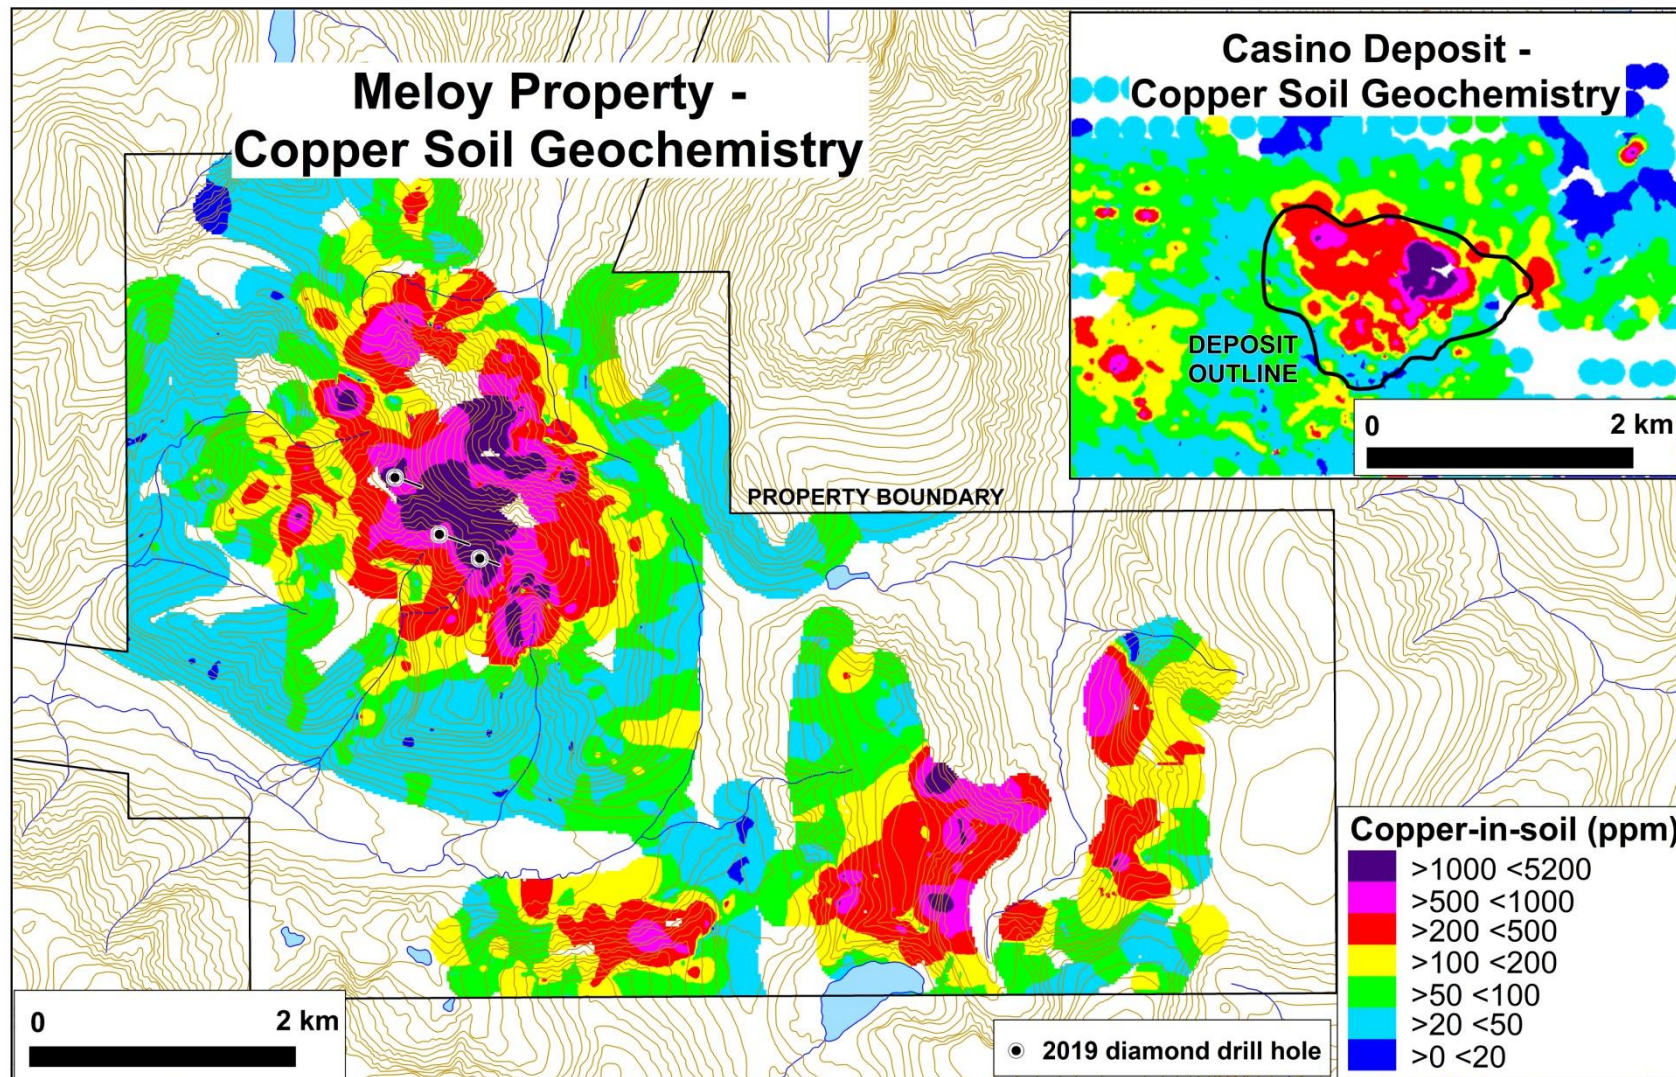 Meloy Property -
Copper Soil Geochemistry
Casino Deposit -
Copper Soil Geochemistry
DEPOSIT
OUTLINE
0 2 km
PROPERTY BOUNDARY
Copper-in-soil (ppm)
>1000 <5200
>500 <1000
>200 <500
>100 <200
>50 <100
>20 <50
>0 <20
0 2 km
2019 diamond drill hole